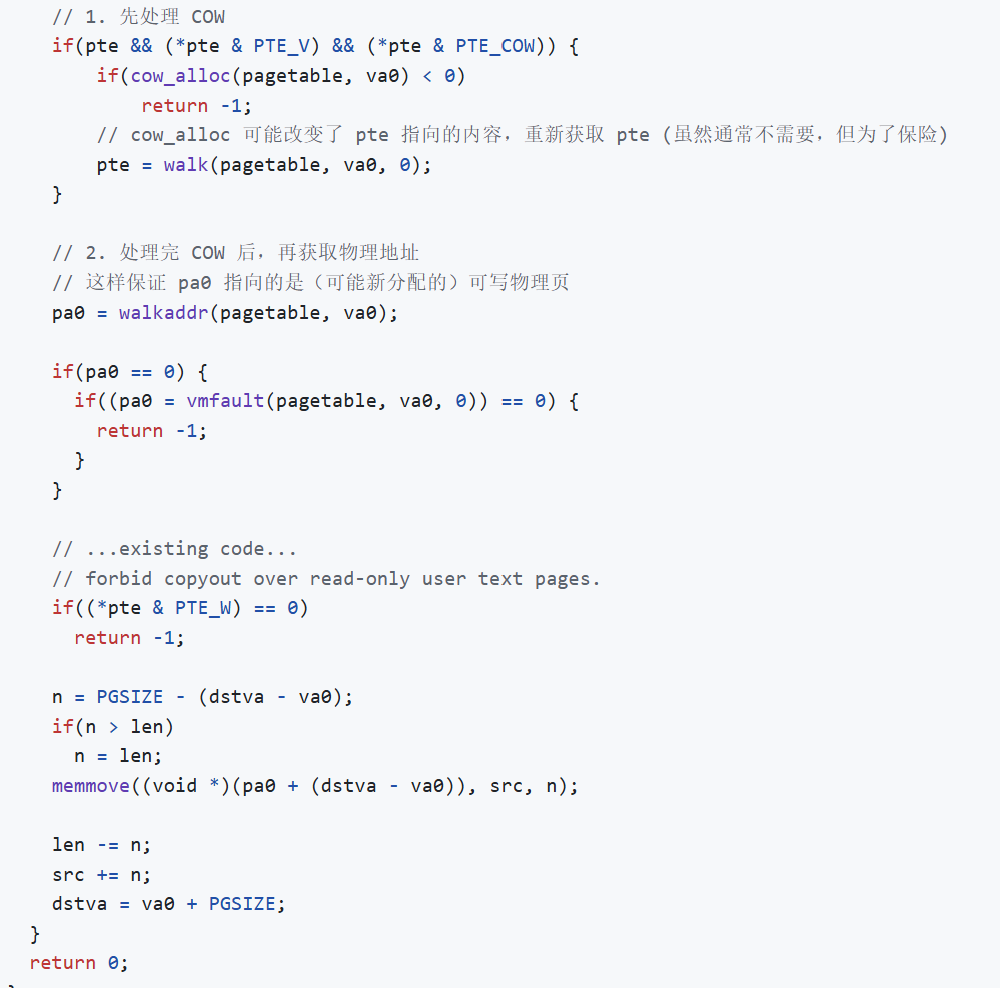 // 1. 先处理 COW
if(pte && (*pte & PTE_V) && (*pte & PTE_COW)) {
if(cow_alloc(pagetable, va0) < 0)
return -1;
// cow_alloc 可能改变了 pte 指向的内容，重新获取 pte (虽然通常不需要，但为了保险)
pte = walk(pagetable, va0, 0);
}
// 2. 处理完 COW 后，再获取物理地址
// 这样保证 pa0 指向的是（可能新分配的）可写物理页
pa0 = walkaddr(pagetable, va0);
if(pa0 == 0) {
if((pa0 = vmfault(pagetable, va0, 0)) == 0) {
return -1;
}
}
// ...existing code...
// forbid copyout over read-only user text pages.
if((*pte & PTE_W) == 0)
return -1;
n = PGSIZE - (dstva - va0);
if(n > len)
n = len;
memmove((void *)(pa0 + (dstva - va0)), src, n);
len -= n;
src += n;
dstva = va0 + PGSIZE;
}
return 0;